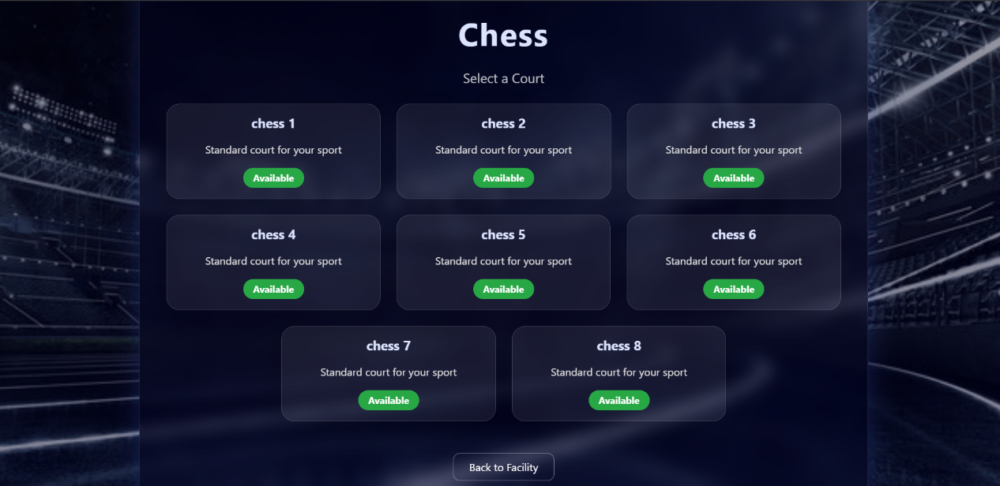 Chess
Select a Court
chess 1
Standard court for your sport
Available
chess 2
Standard court for your sport
Available
chess 3
Standard court for your sport
Available
chess 4
Standard court for your sport
Available
chess 5
Standard court for your sport
Available
chess 6
Standard court for your sport
Available
chess 7
Standard court for your sport
Available
chess 8
Standard court for your sport
Available
Back to Facility